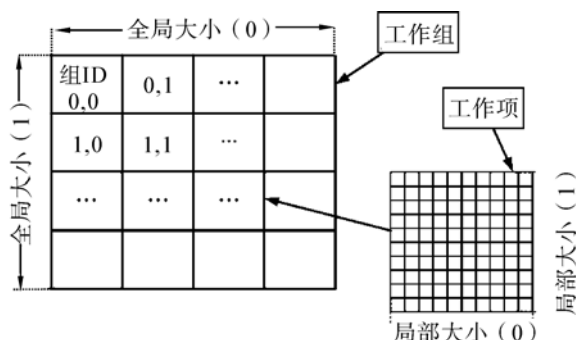 全局大小（0）
工作组
组ID
0,0
0,1
...
1,0
1,1
...
工作项
全局大小（1）
...
...
...
局部大小（1）
局部大小（0）